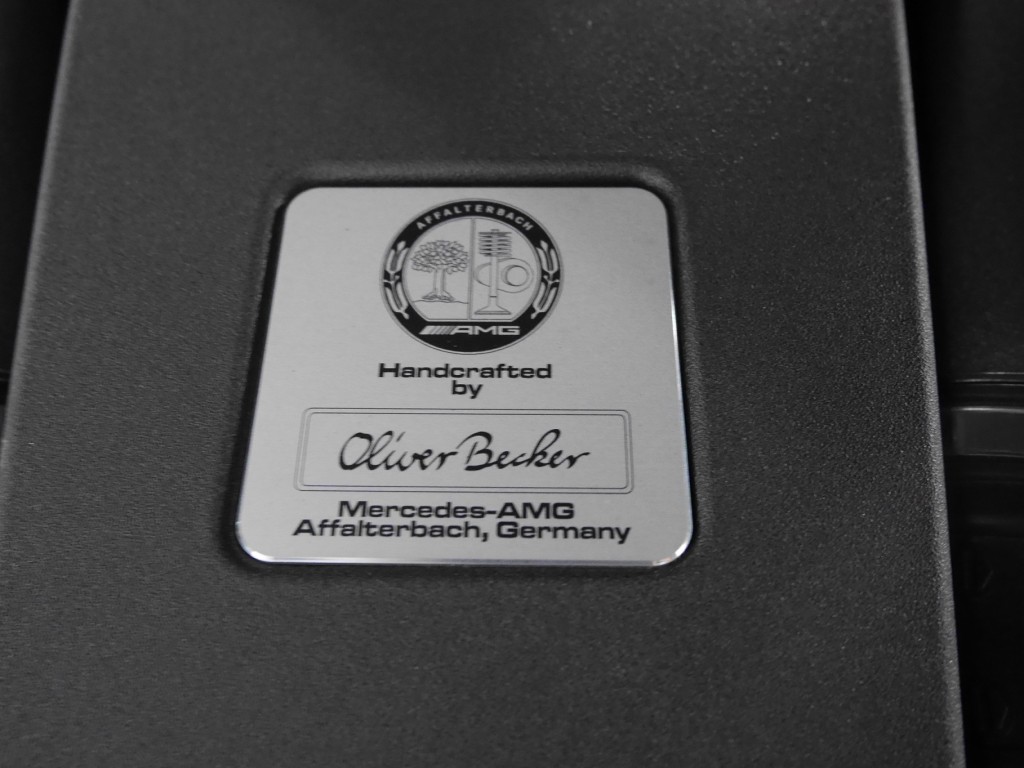 AFFALTERBACH
AMG
Handcrafted
by
Oliver Becker
Mercedes-AMG
Affalterbach, Germany